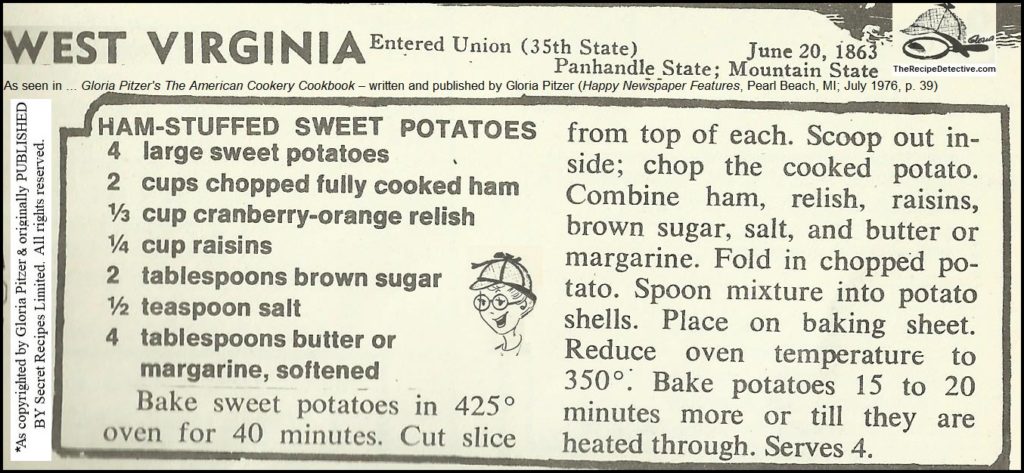 WEST VIRGINIA
Entered Union (35th State)
June 20, 1863
Panhandle State; Mountain State
TheRecipeDetective.com
As seen in ... Gloria Pitzer's The American Cookery Cookbook – written and published by Gloria Pitzer (Happy Newspaper Features, Pearl Beach, MI; July 1976, p. 39)
*As copyrighted by Gloria Pitzer & originally PUBLISHED
BY Secret Recipes Limited. All rights reserved.
HAM-STUFFED SWEET POTATOES
4 large sweet potatoes
2 cups chopped fully cooked ham
⅓ cup cranberry-orange relish
¼ cup raisins
2 tablespoons brown sugar
½ teaspoon salt
4 tablespoons butter or
margarine, softened
Bake sweet potatoes in 425°
oven for 40 minutes. Cut slice
from top of each. Scoop out in-
side; chop the cooked potato.
Combine ham, relish, raisins,
brown sugar, salt, and butter or
margarine. Fold in chopped po-
tato. Spoon mixture into potato
shells. Place on baking sheet.
Reduce oven temperature to
350°. Bake potatoes 15 to 20
minutes more or till they are
heated through. Serves 4.